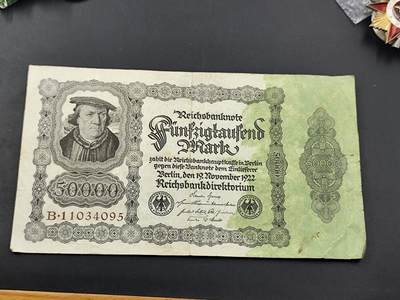 Reichsbanknote
Fünfzigtausend
Mark
zahlt die Reichsbankhauptkasse in Berlin
gegen diese Banknote dem Einlieferer
Berlin, den 19. November 1922
Reichsbankdirektorium
50000
B·11034095
50000